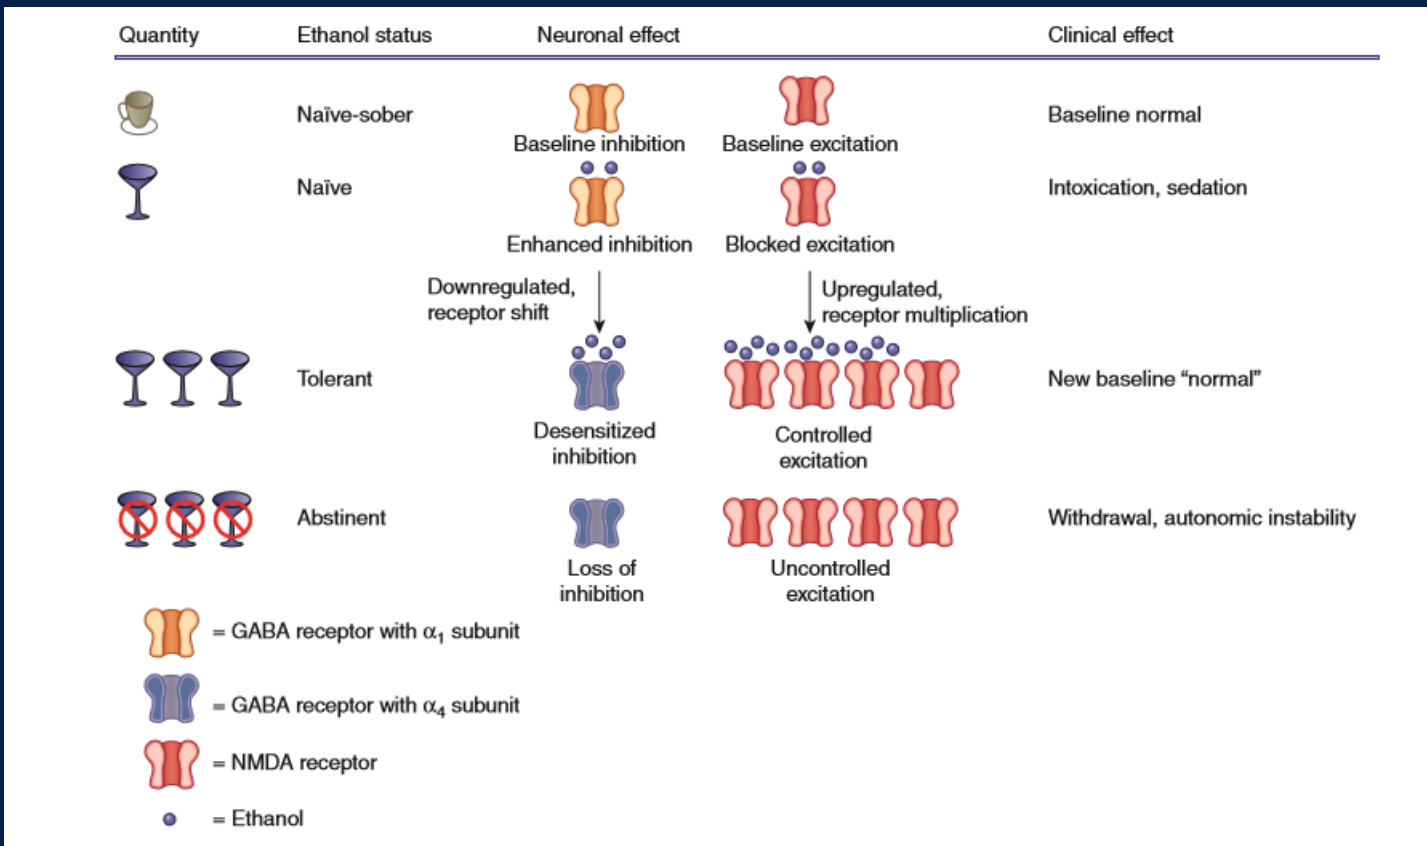 Quantity Ethanol status Neuronal effect Clinical effect
Naïve-sober Baseline normal
Baseline inhibition Baseline excitation
Naïve Intoxication, sedation
Enhanced inhibition Blocked excitation
Downregulated,
receptor shift
Upregulated,
receptor multiplication
Tolerant New baseline “normal”
Desensitized
inhibition
Controlled
excitation
Abstinent Withdrawal, autonomic instability
Loss of
inhibition
Uncontrolled
excitation
= GABA receptor with α₁ subunit
= GABA receptor with α₄ subunit
= NMDA receptor
= Ethanol